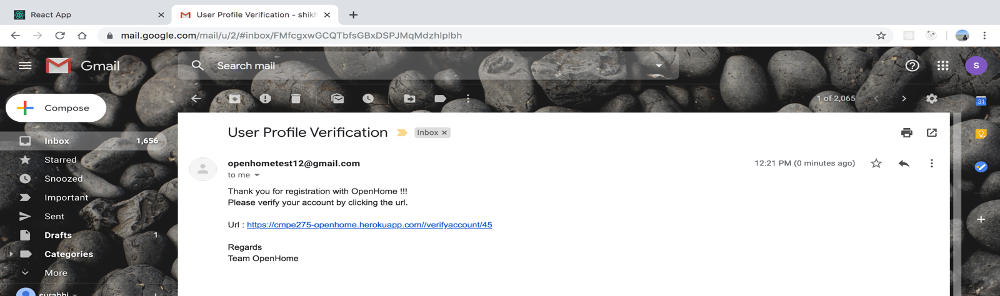 React App
User Profile Verification - shikh
mail.google.com/mail/u/2/#inbox/FMfcgxwGCQTbfsGBxDSPJMqMdzhlplbh
Gmail
Search mail
S
Compose
1 of 2,065
31
Inbox 1,656
Starred
Snoozed
Important
Sent
Drafts 1
Categories
More
surabhi
User Profile Verification
Inbox x
openhometest12@gmail.com
12:21 PM (0 minutes ago)
to me
Thank you for registration with OpenHome !!!
Please verify your account by clicking the url.
Url : https://cmpe275-openhome.herokuapp.com//verifyaccount/45
Regards
Team OpenHome